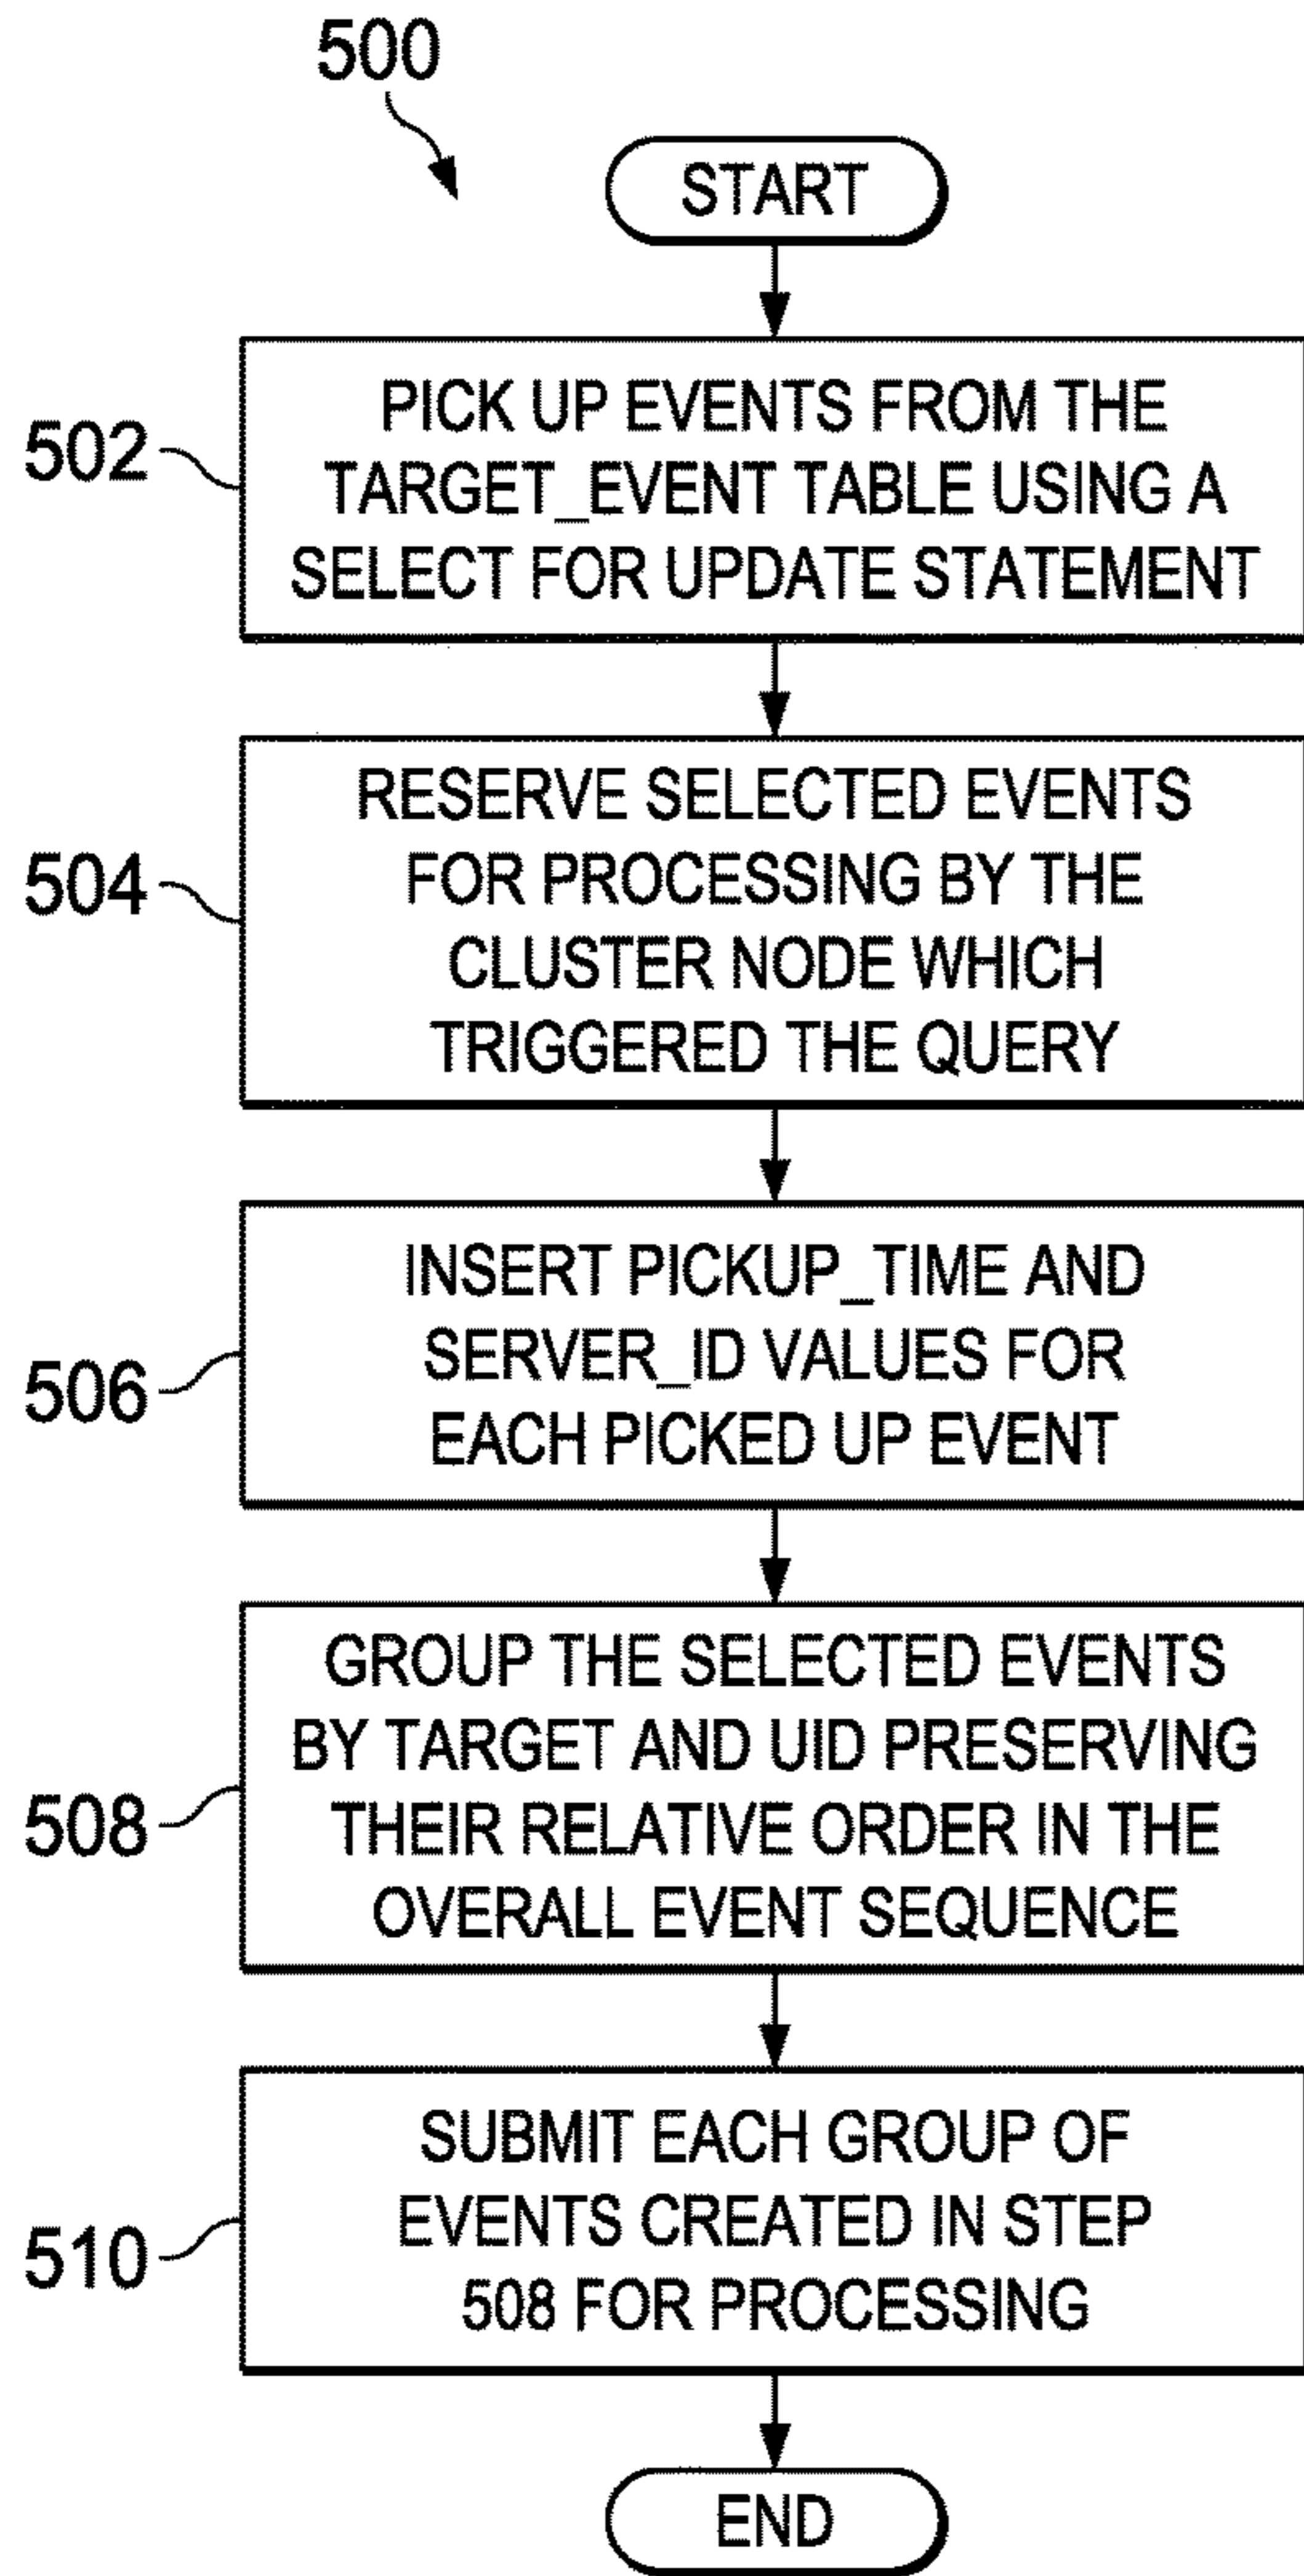 500
START
502
PICK UP EVENTS FROM THE
TARGET_EVENT TABLE USING A
SELECT FOR UPDATE STATEMENT
504
RESERVE SELECTED EVENTS
FOR PROCESSING BY THE
CLUSTER NODE WHICH
TRIGGERED THE QUERY
506
INSERT PICKUP_TIME AND
SERVER_ID VALUES FOR
EACH PICKED UP EVENT
508
GROUP THE SELECTED EVENTS
BY TARGET AND UID PRESERVING
THEIR RELATIVE ORDER IN THE
OVERALL EVENT SEQUENCE
510
SUBMIT EACH GROUP OF
EVENTS CREATED IN STEP
508 FOR PROCESSING
END